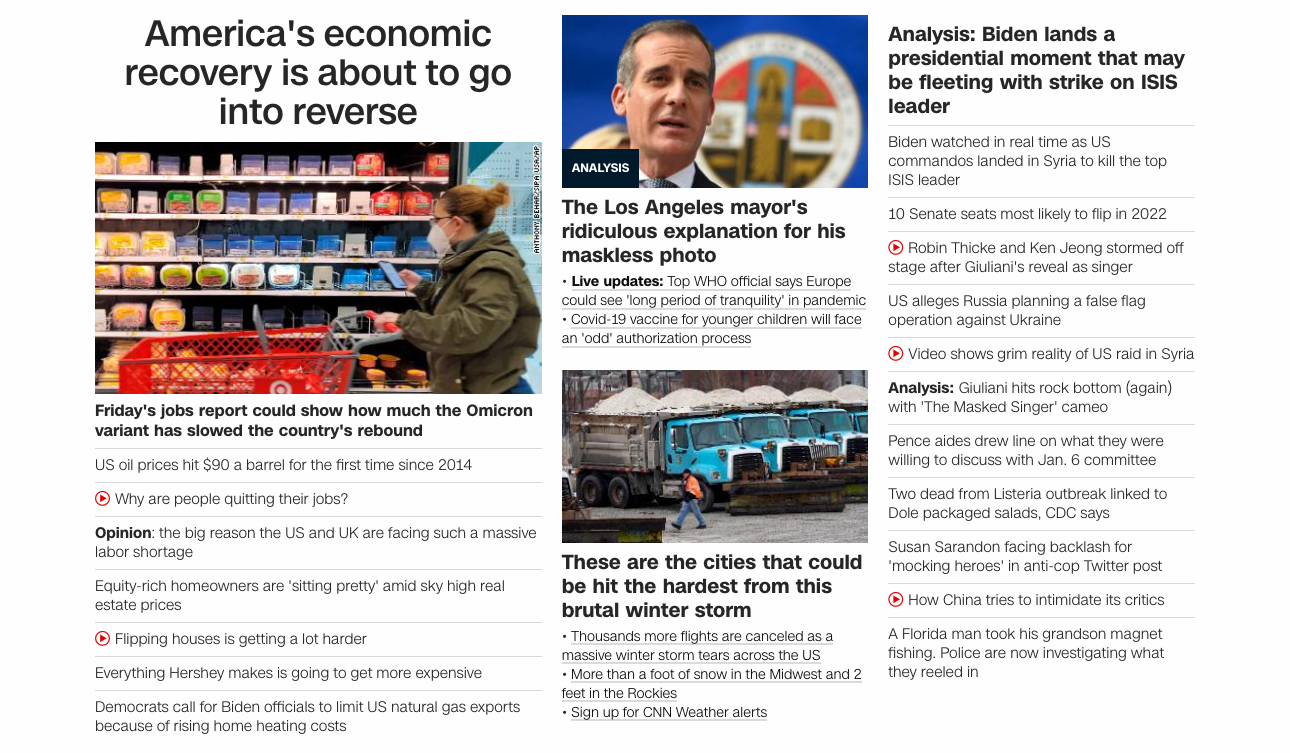 America's economic
recovery is about to go
into reverse
ANTHONY BEHAR/SIPA USA/AP
Friday's jobs report could show how much the Omicron
variant has slowed the country's rebound
US oil prices hit $90 a barrel for the first time since 2014
Why are people quitting their jobs?
Opinion: the big reason the US and UK are facing such a massive
labor shortage
Equity-rich homeowners are 'sitting pretty' amid sky high real
estate prices
Flipping houses is getting a lot harder
Everything Hershey makes is going to get more expensive
Democrats call for Biden officials to limit US natural gas exports
because of rising home heating costs
ANALYSIS
The Los Angeles mayor's
ridiculous explanation for his
maskless photo
• Live updates: Top WHO official says Europe
could see 'long period of tranquility' in pandemic
• Covid-19 vaccine for younger children will face
an 'odd' authorization process
These are the cities that could
be hit the hardest from this
brutal winter storm
• Thousands more flights are canceled as a
massive winter storm tears across the US
• More than a foot of snow in the Midwest and 2
feet in the Rockies
• Sign up for CNN Weather alerts
Analysis: Biden lands a
presidential moment that may
be fleeting with strike on ISIS
leader
Biden watched in real time as US
commandos landed in Syria to kill the top
ISIS leader
10 Senate seats most likely to flip in 2022
Robin Thicke and Ken Jeong stormed off
stage after Giuliani's reveal as singer
US alleges Russia planning a false flag
operation against Ukraine
Video shows grim reality of US raid in Syria
Analysis: Giuliani hits rock bottom (again)
with 'The Masked Singer' cameo
Pence aides drew line on what they were
willing to discuss with Jan. 6 committee
Two dead from Listeria outbreak linked to
Dole packaged salads, CDC says
Susan Sarandon facing backlash for
'mocking heroes' in anti-cop Twitter post
How China tries to intimidate its critics
A Florida man took his grandson magnet
fishing. Police are now investigating what
they reeled in